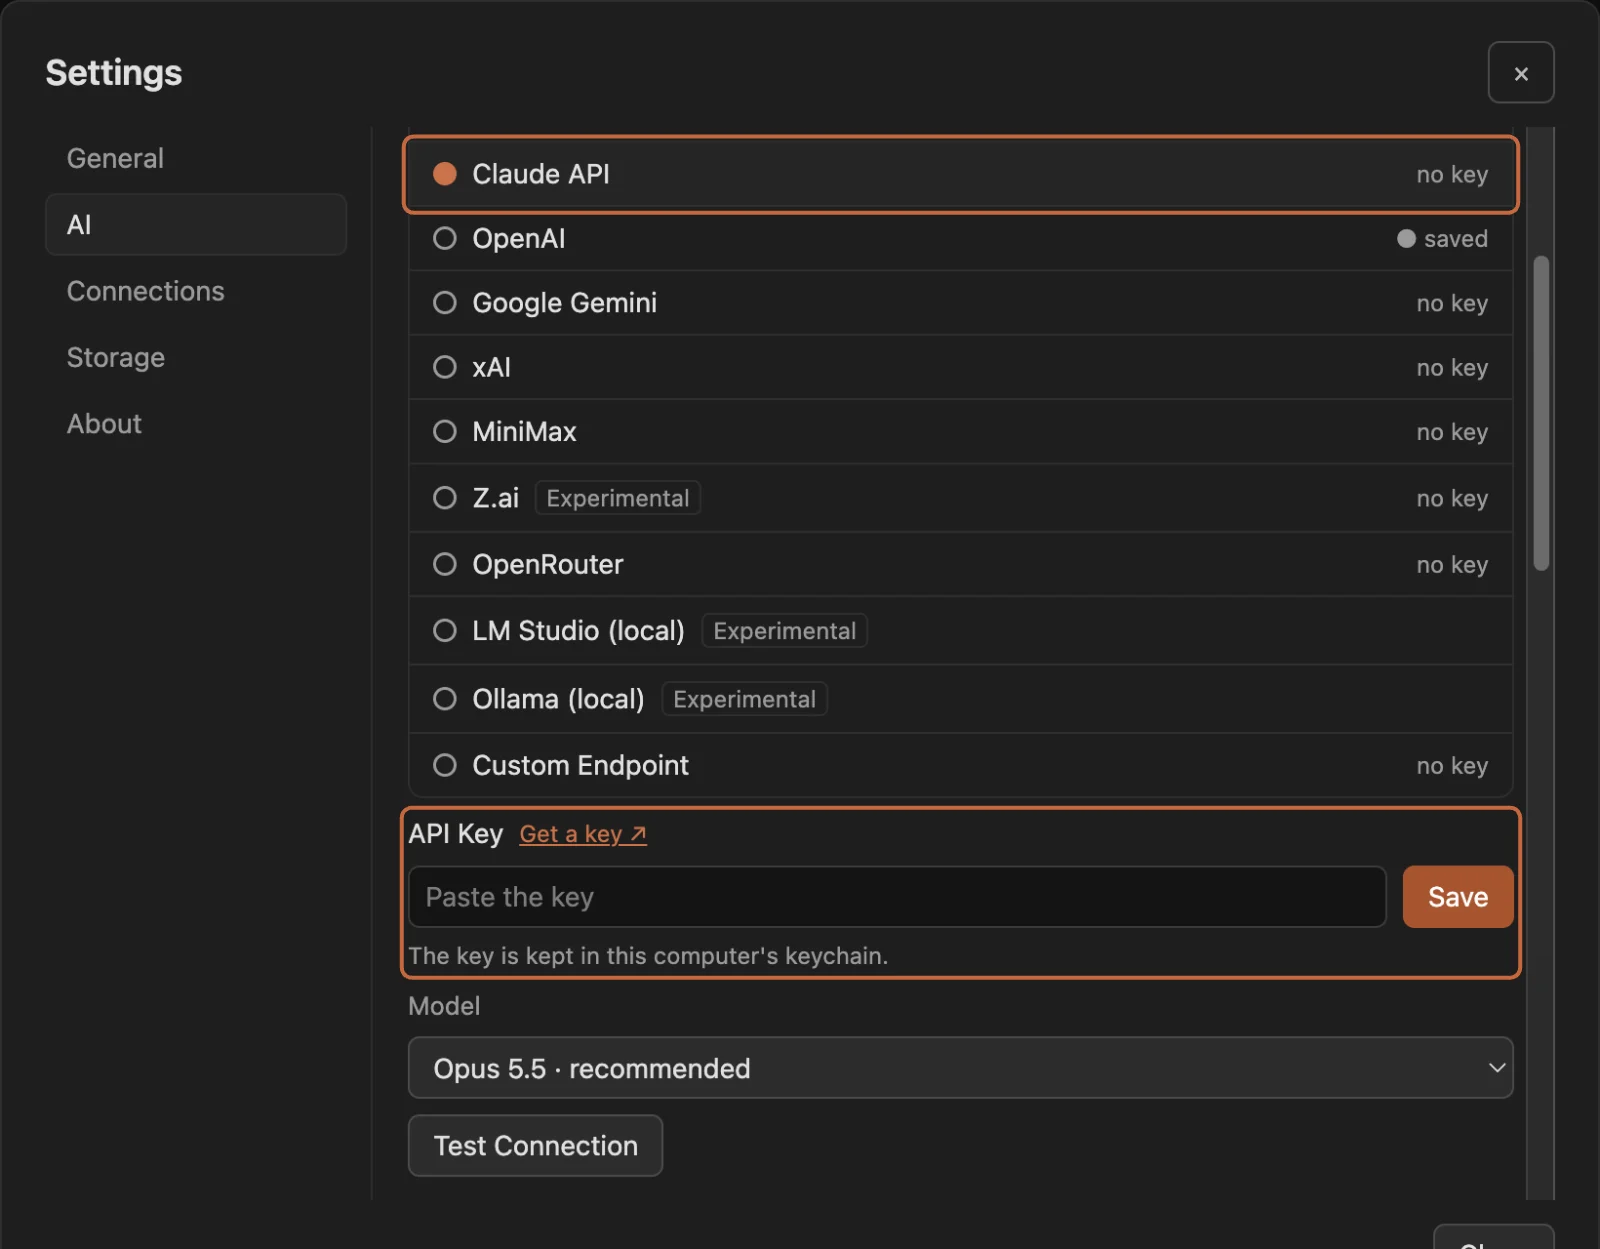 Settings
×
General
AI
Connections
Storage
About
Claude API no key
OpenAI saved
Google Gemini no key
xAI no key
MiniMax no key
Z.ai Experimental no key
OpenRouter no key
LM Studio (local) Experimental
Ollama (local) Experimental
Custom Endpoint no key
API Key Get a key ↗
Paste the key Save
The key is kept in this computer's keychain.
Model
Opus 5.5 · recommended
Test Connection